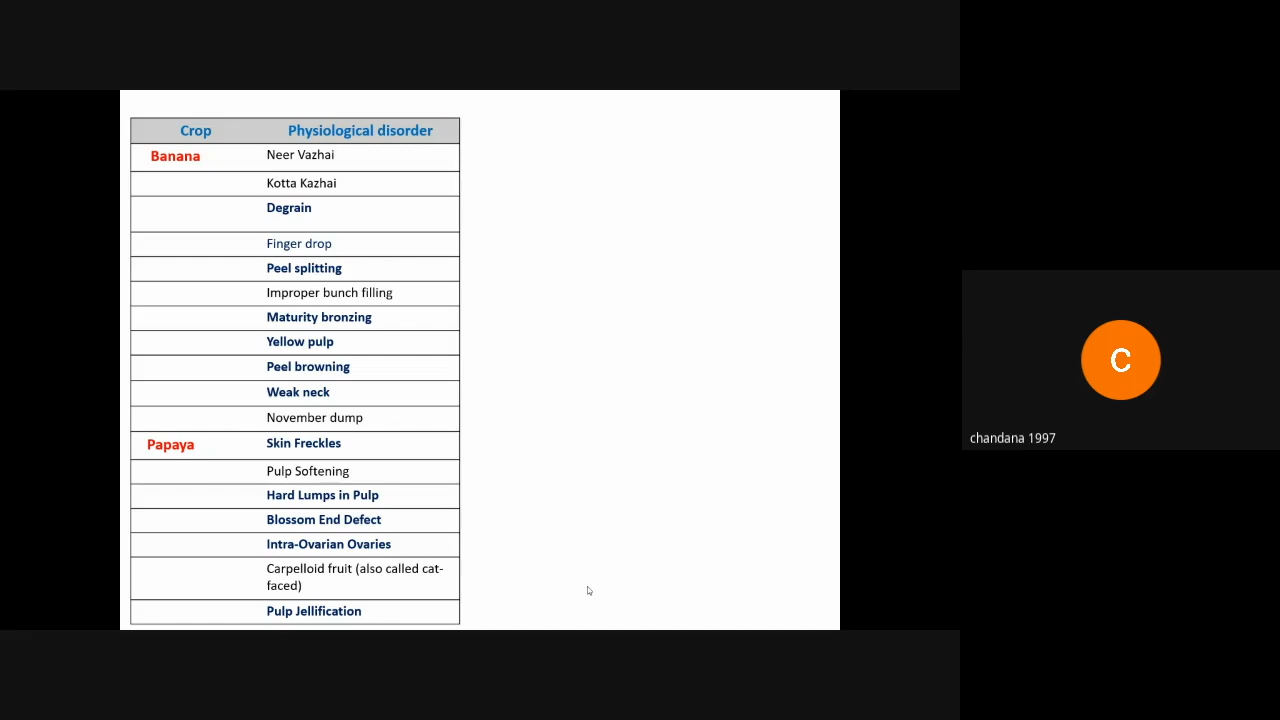 Crop Physiological disorder
Banana Neer Vazhai
Kotta Kazhai
Degrain
Finger drop
Peel splitting
Improper bunch filling
Maturity bronzing
Yellow pulp
Peel browning
Weak neck
November dump
Papaya Skin Freckles
Pulp Softening
Hard Lumps in Pulp
Blossom End Defect
Intra-Ovarian Ovaries
Carpelloid fruit (also called cat-
faced)
Pulp Jellification
C
chandana 1997